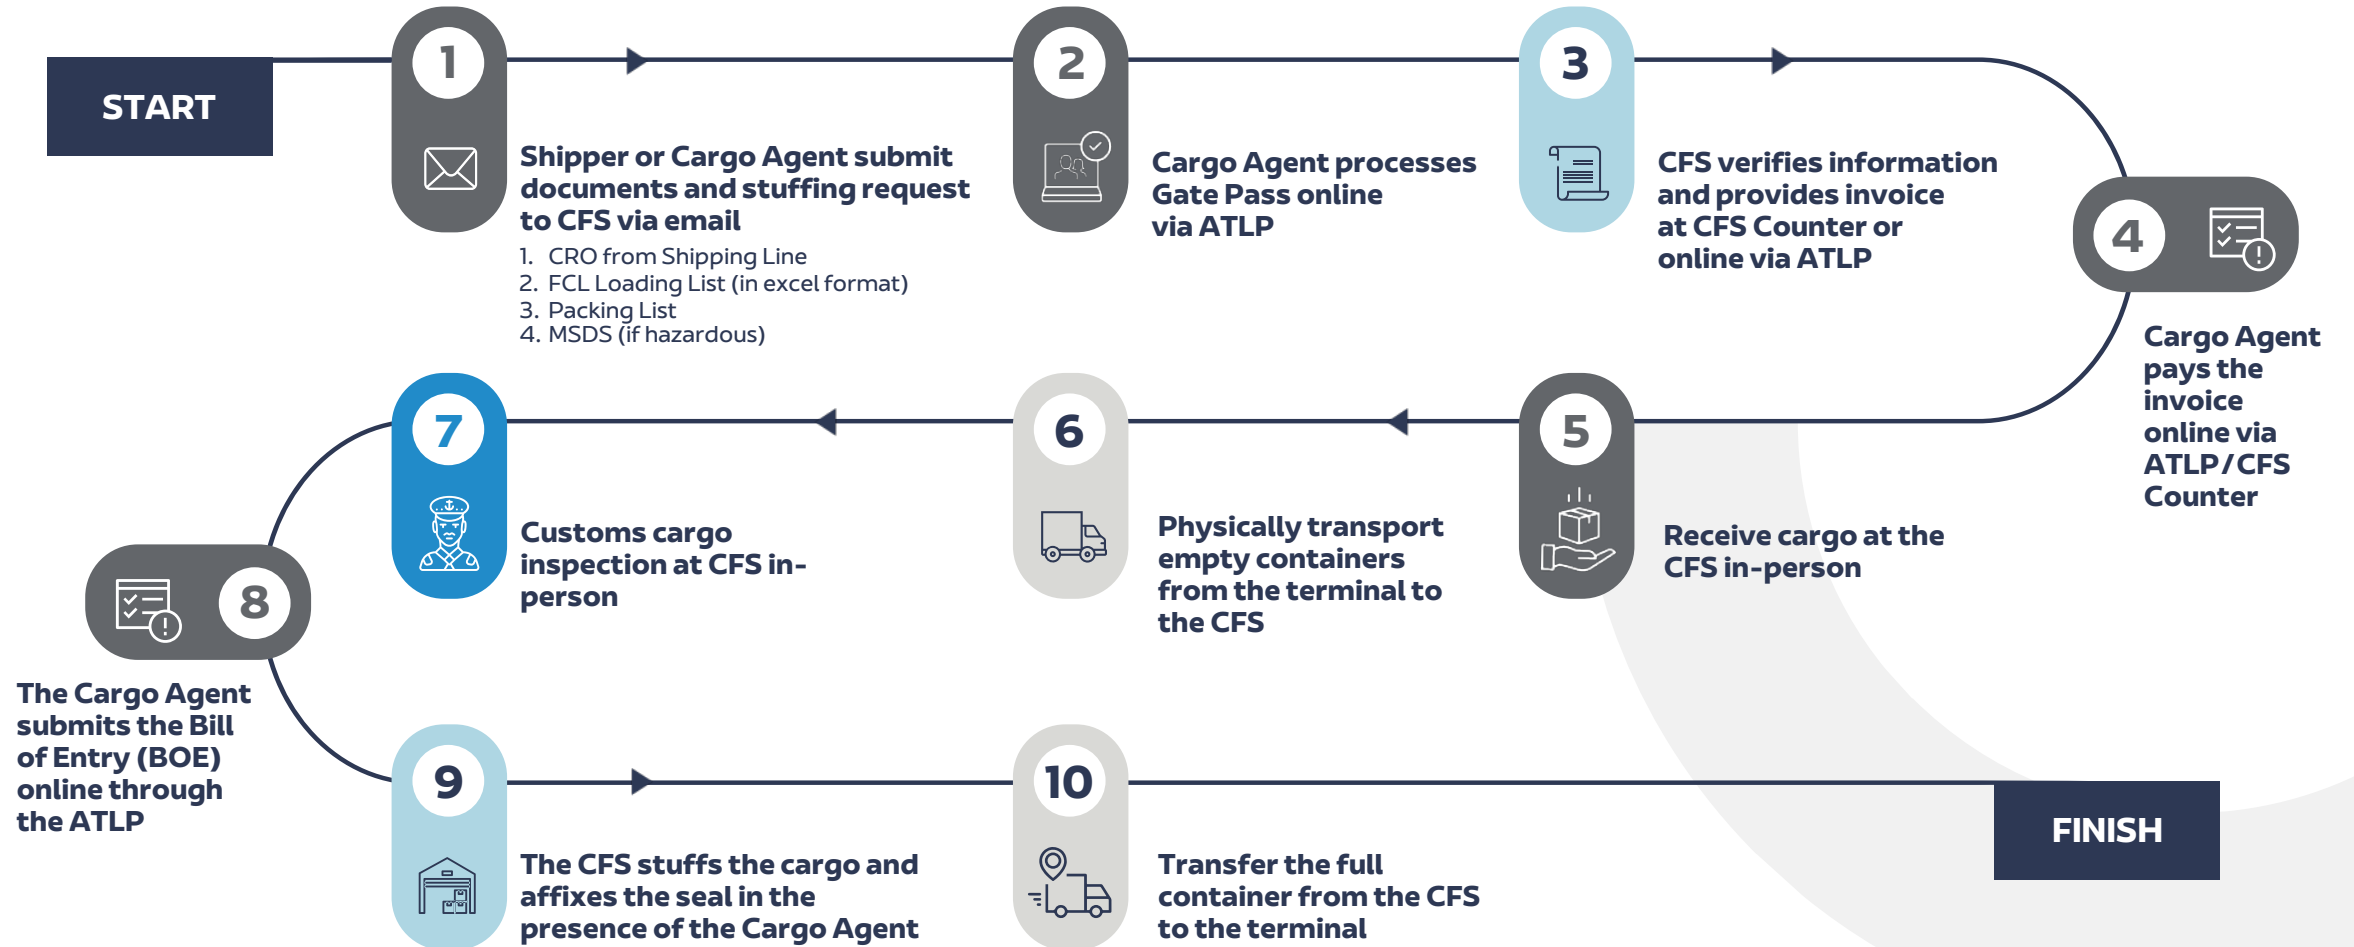 START
1
Shipper or Cargo Agent submit
documents and stuffing request
to CFS via email
1. CRO from Shipping Line
2. FCL Loading List (in excel format)
3. Packing List
4. MSDS (if hazardous)
2
Cargo Agent processes
Gate Pass online
via ATLP
3
CFS verifies information
and provides invoice
at CFS Counter or
online via ATLP
4
Cargo Agent
pays the
invoice
online via
ATLP/CFS
Counter
5
Receive cargo at the
CFS in-person
6
Physically transport
empty containers
from the terminal to
the CFS
7
Customs cargo
inspection at CFS in-
person
8
The Cargo Agent
submits the Bill
of Entry (BOE)
online through
the ATLP
9
The CFS stuffs the cargo and
affixes the seal in the
presence of the Cargo Agent
10
Transfer the full
container from the CFS
to the terminal
FINISH